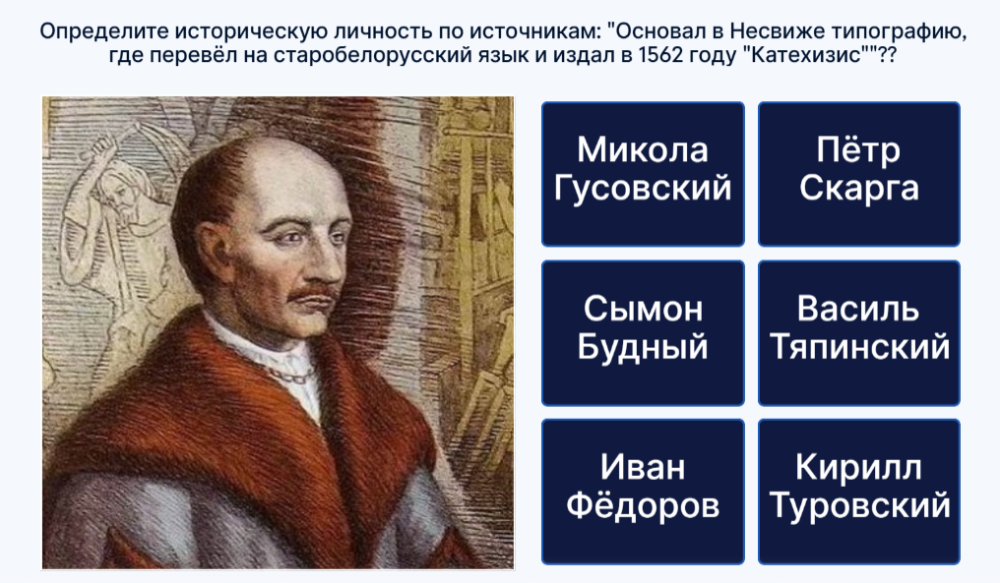 Определите историческую личность по источникам: "Основал в Несвиже типографию,
где перевёл на старобелорусский язык и издал в 1562 году "Катехизис""??
Микола
Гусовский
Пётр
Скарга
Сымон
Будный
Василь
Тяпинский
Иван
Фёдоров
Кирилл
Туровский